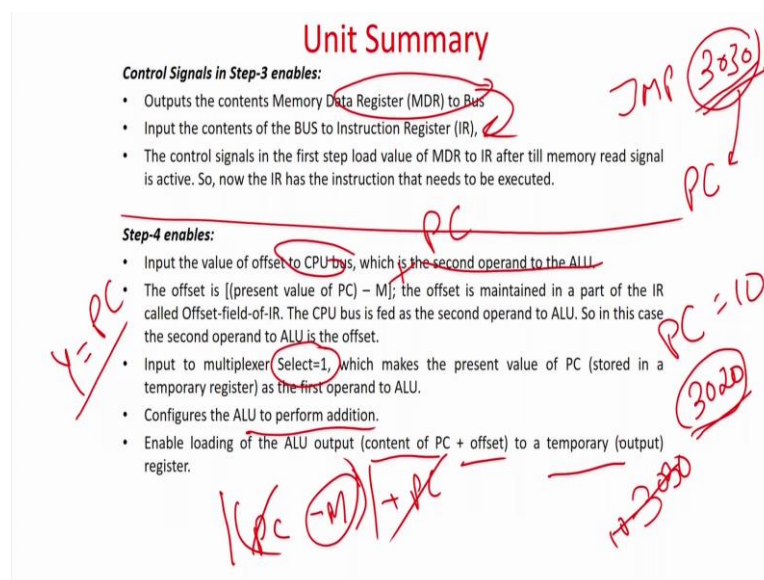 Unit Summary
Control Signals in Step-3 enables:
• Outputs the contents Memory Data Register (MDR) to Bus
• Input the contents of the BUS to Instruction Register (IR),
• The control signals in the first step load value of MDR to IR after till memory read signal
is active. So, now the IR has the instruction that needs to be executed.
JMP 3030
PC
PC
Step-4 enables:
• Input the value of offset to CPU bus, which is the second operand to the ALU.
• The offset is [(present value of PC) – M]; the offset is maintained in a part of the IR
called Offset-field-of-IR. The CPU bus is fed as the second operand to ALU. So in this case
the second operand to ALU is the offset.
• Input to multiplexer Select=1, which makes the present value of PC (stored in a
temporary register) as the first operand to ALU.
• Configures the ALU to perform addition.
• Enable loading of the ALU output (content of PC + offset) to a temporary (output)
register.
Y=PC
PC=10
3020
|(PC -M)|+PC